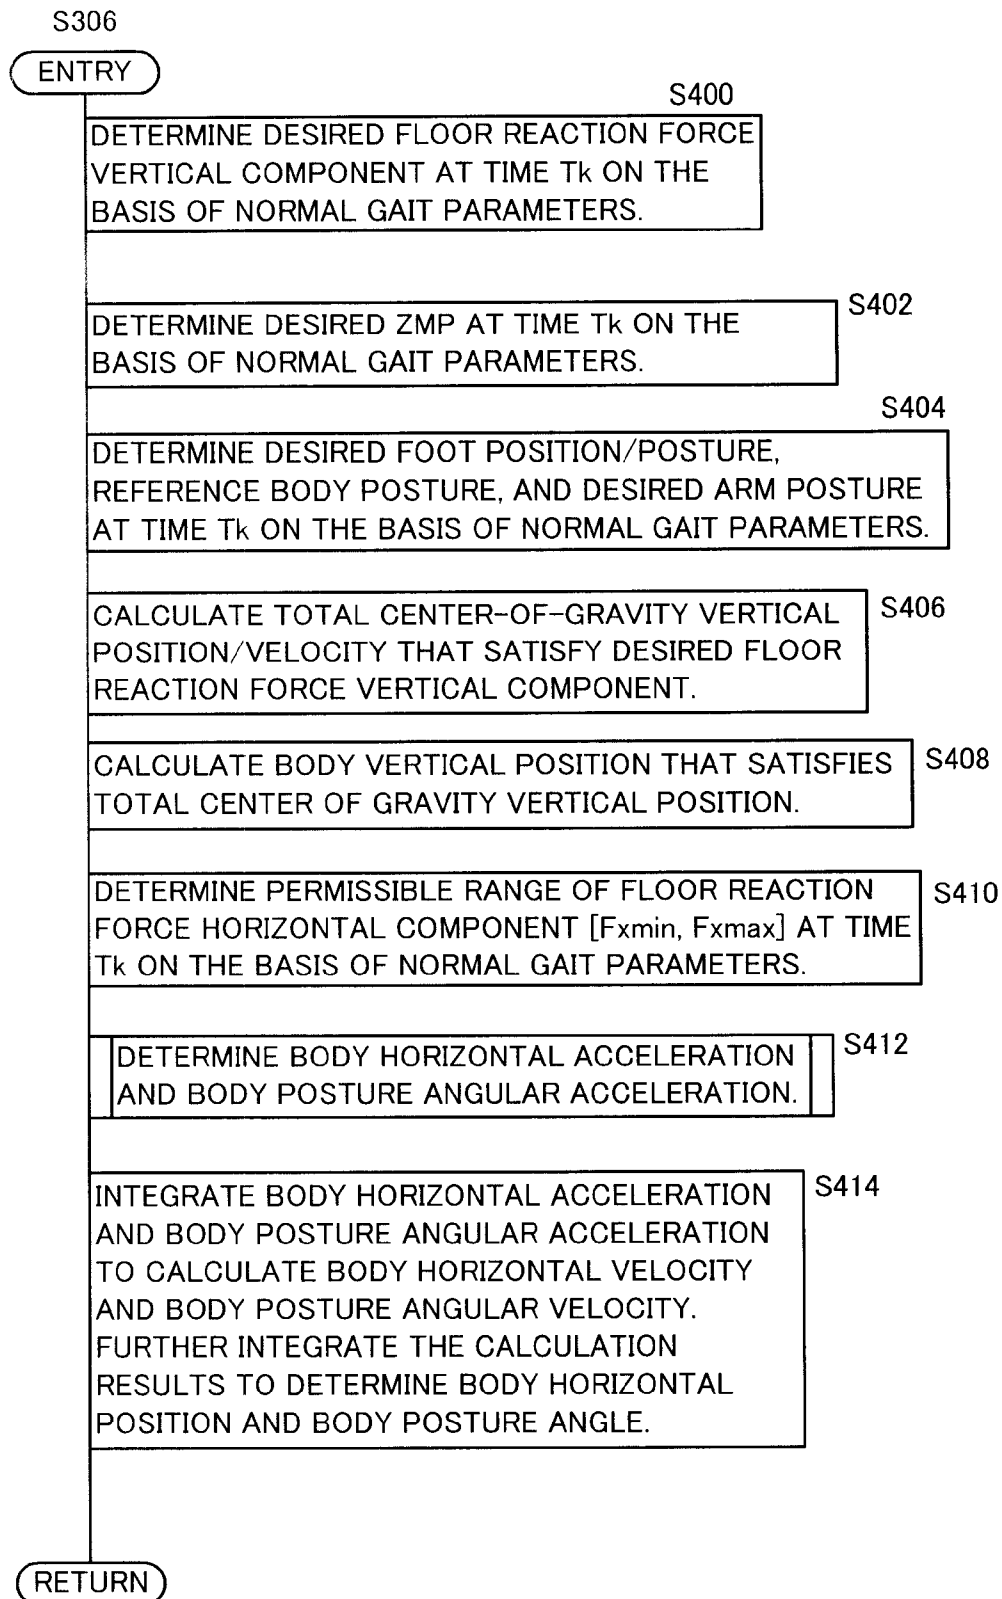 S306
ENTRY
S400
DETERMINE DESIRED FLOOR REACTION FORCE
VERTICAL COMPONENT AT TIME Tk ON THE
BASIS OF NORMAL GAIT PARAMETERS.
S402
DETERMINE DESIRED ZMP AT TIME Tk ON THE
BASIS OF NORMAL GAIT PARAMETERS.
S404
DETERMINE DESIRED FOOT POSITION/POSTURE,
REFERENCE BODY POSTURE, AND DESIRED ARM POSTURE
AT TIME Tk ON THE BASIS OF NORMAL GAIT PARAMETERS.
S406
CALCULATE TOTAL CENTER-OF-GRAVITY VERTICAL
POSITION/VELOCITY THAT SATISFY DESIRED FLOOR
REACTION FORCE VERTICAL COMPONENT.
S408
CALCULATE BODY VERTICAL POSITION THAT SATISFIES
TOTAL CENTER OF GRAVITY VERTICAL POSITION.
S410
DETERMINE PERMISSIBLE RANGE OF FLOOR REACTION
FORCE HORIZONTAL COMPONENT [Fxmin, Fxmax] AT TIME
Tk ON THE BASIS OF NORMAL GAIT PARAMETERS.
S412
DETERMINE BODY HORIZONTAL ACCELERATION
AND BODY POSTURE ANGULAR ACCELERATION.
S414
INTEGRATE BODY HORIZONTAL ACCELERATION
AND BODY POSTURE ANGULAR ACCELERATION
TO CALCULATE BODY HORIZONTAL VELOCITY
AND BODY POSTURE ANGULAR VELOCITY.
FURTHER INTEGRATE THE CALCULATION
RESULTS TO DETERMINE BODY HORIZONTAL
POSITION AND BODY POSTURE ANGLE.
RETURN